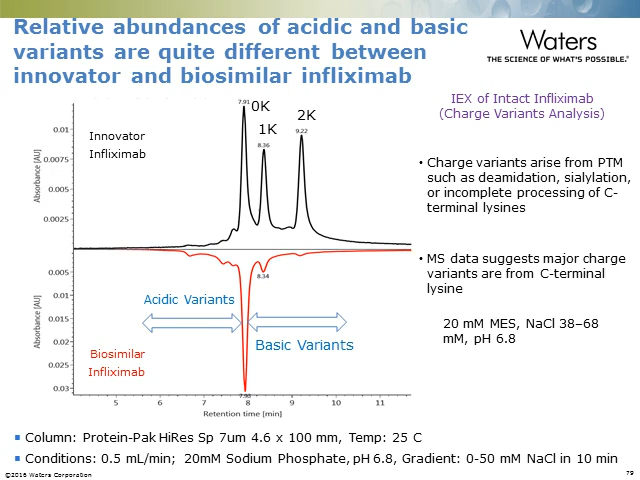 Relative abundances of acidic and basic
variants are quite different between
innovator and biosimilar infliximab
Waters
THE SCIENCE OF WHAT'S POSSIBLE.®
IEX of Intact Infliximab
(Charge Variants Analysis)
• Charge variants arise from PTM
such as deamidation, sialylation,
or incomplete processing of C-
terminal lysines
• MS data suggests major charge
variants are from C-terminal
lysine
20 mM MES, NaCl 38–68
mM, pH 6.8
7.91
0K
1K
8.36
2K
9.22
Innovator
Infliximab
Absorbance [AU]
0.01
0.0075
0.005
0.0025
Absorbance [AU]
0.005
0.01
0.015
0.02
0.025
0.03
8.34
7.93
Acidic Variants
Basic Variants
Biosimilar
Infliximab
5 6 7 8 9 10 11
Retention time [min]
Column: Protein-Pak HiRes Sp 7um 4.6 x 100 mm, Temp: 25 C
Conditions: 0.5 mL/min; 20mM Sodium Phosphate, pH 6.8, Gradient: 0-50 mM NaCl in 10 min
©2016 Waters Corporation
79